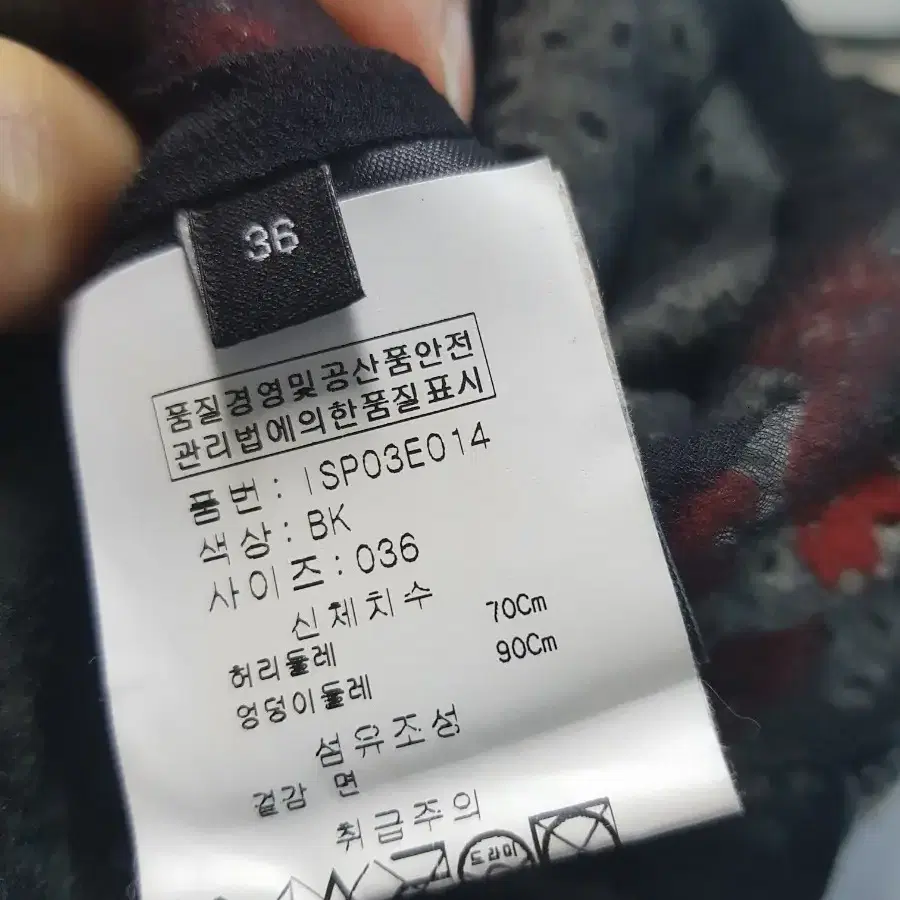 36
품질경영및공산품안전
관리법에의한품질표시
품번: ISP03E014
색상: BK
사이즈: 036
신체치수
허리둘레 70Cm
엉덩이둘레 90Cm
섬유조성
겉감 면
취급주의
드라이